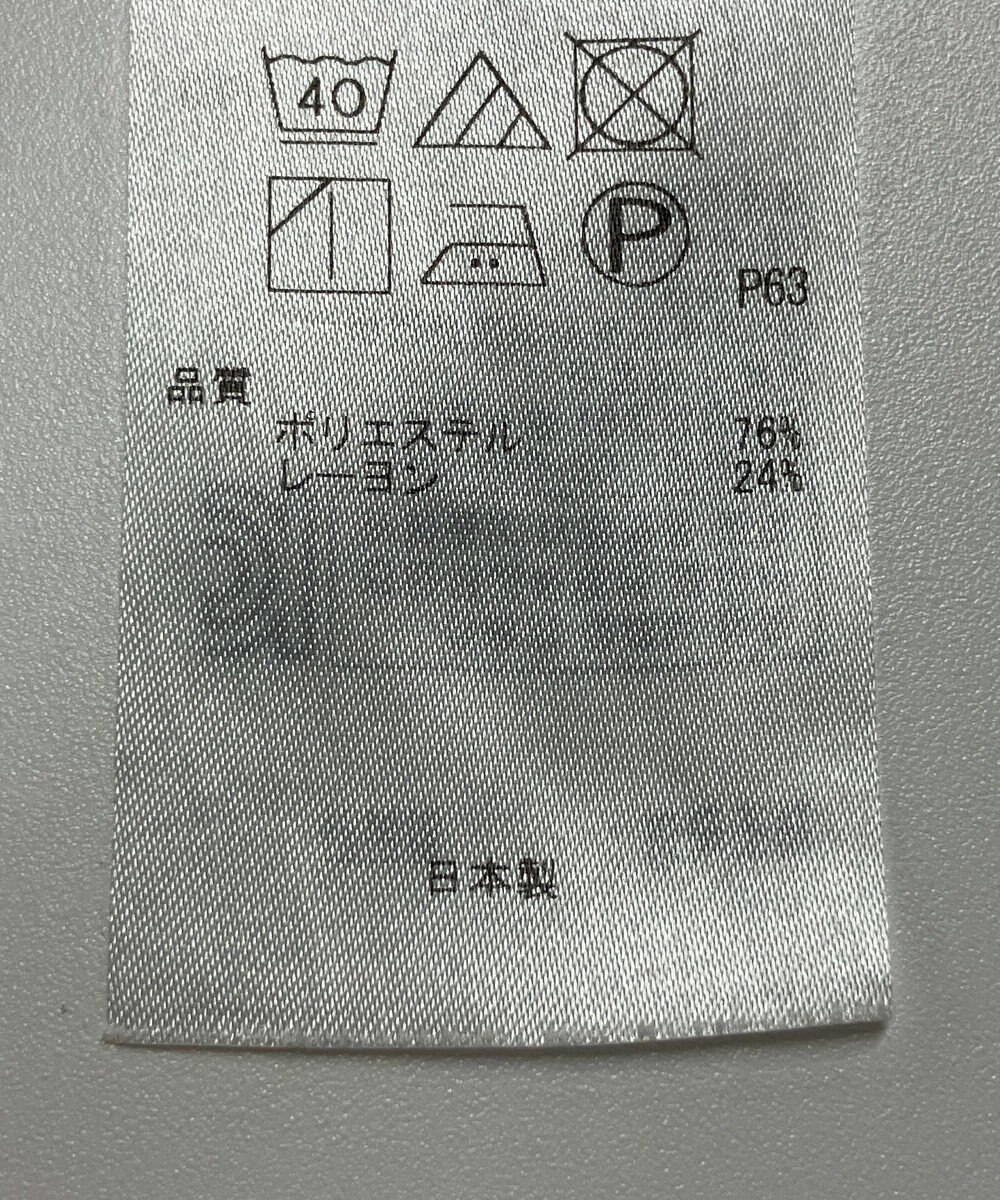 40
P
P63
品質
ポリエステル 76%
レーヨン 24%
日本製